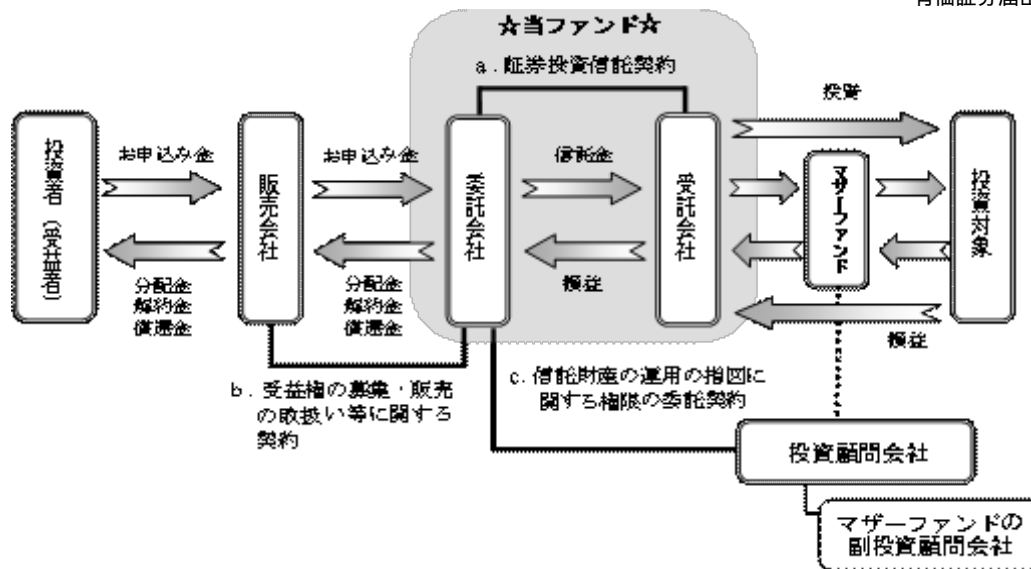 ☆当ファンド☆
a．証券投資信託契約
投資
投資者（受益者）
お申込み金
販売会社
お申込み金
委託会社
信託金
受託会社
マザーファンド
投資対象
分配金
解約金
償還金
分配金
解約金
償還金
損益
損益
b．受益権の募集・販売
の取扱い等に関する
契約
c．信託財産の運用の指図に
関する権限の委託契約
投資顧問会社
マザーファンドの
副投資顧問会社